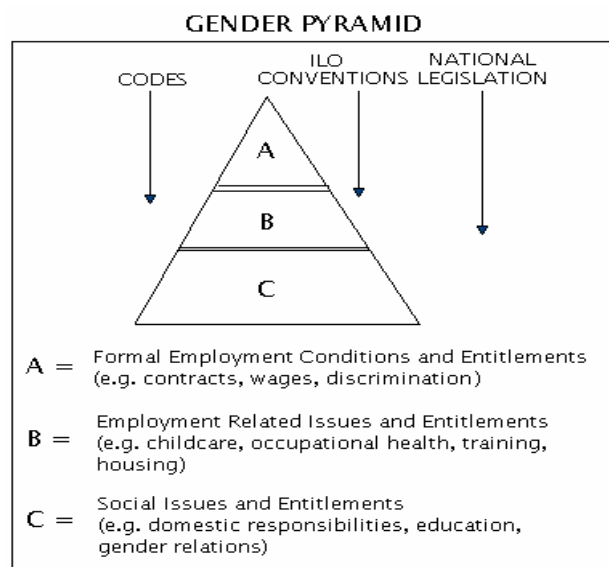 GENDER PYRAMID
CODES
ILO
CONVENTIONS
NATIONAL
LEGISLATION
A
B
C
A = Formal Employment Conditions and Entitlements
(e.g. contracts, wages, discrimination)
B = Employment Related Issues and Entitlements
(e.g. childcare, occupational health, training,
housing)
C = Social Issues and Entitlements
(e.g. domestic responsibilities, education,
gender relations)